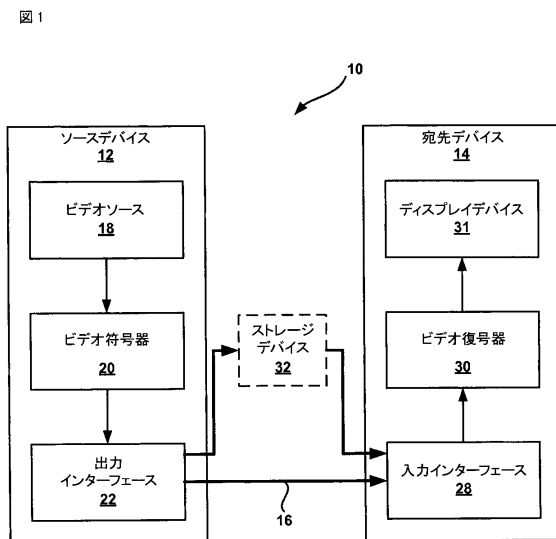 図1
10
ソースデバイス
12
宛先デバイス
14
ビデオソース
18
ディスプレイデバイス
31
ビデオ符号器
20
ストレージ
デバイス
32
ビデオ復号器
30
出力
インターフェース
22
入力インターフェース
28
16